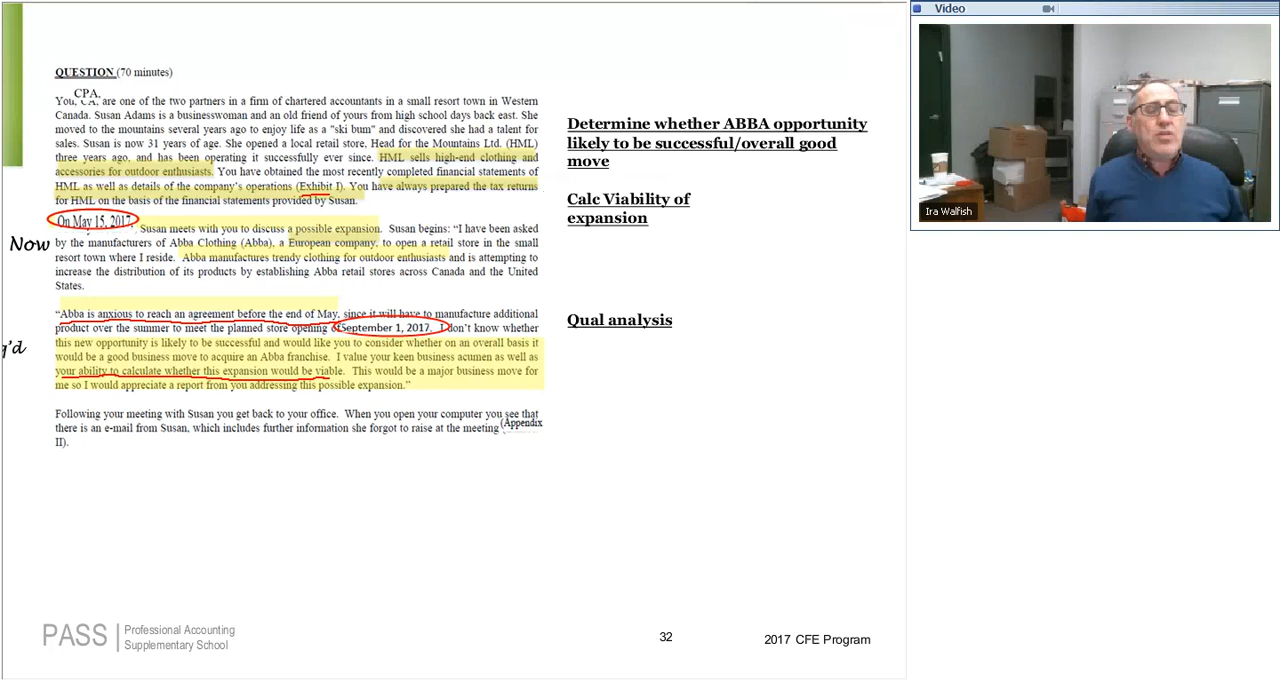 QUESTION (70 minutes)
CPA,
You, CA, are one of the two partners in a firm of chartered accountants in a small resort town in Western
Canada. Susan Adams is a businesswoman and an old friend of yours from high school days back east. She
moved to the mountains several years ago to enjoy life as a "ski bum" and discovered she had a talent for
sales. Susan is now 31 years of age. She opened a local retail store, Head for the Mountains Ltd. (HML)
three years ago, and has been operating it successfully ever since. HML sells high-end clothing and
accessories for outdoor enthusiasts. You have obtained the most recently completed financial statements of
HML as well as details of the company's operations (Exhibit I). You have always prepared the tax returns
for HML on the basis of the financial statements provided by Susan.
On May 15, 2017, Susan meets with you to discuss a possible expansion. Susan begins: "I have been asked
Now by the manufacturers of Abba Clothing (Abba), a European company, to open a retail store in the small
resort town where I reside. Abba manufactures trendy clothing for outdoor enthusiasts and is attempting to
increase the distribution of its products by establishing Abba retail stores across Canada and the United
States.
"Abba is anxious to reach an agreement before the end of May, since it will have to manufacture additional
product over the summer to meet the planned store opening of September 1, 2017. I don't know whether
q'd this new opportunity is likely to be successful and would like you to consider whether on an overall basis it
would be a good business move to acquire an Abba franchise. I value your keen business acumen as well as
your ability to calculate whether this expansion would be viable. This would be a major business move for
me so I would appreciate a report from you addressing this possible expansion."
Following your meeting with Susan you get back to your office. When you open your computer you see that
there is an e-mail from Susan, which includes further information she forgot to raise at the meeting (Appendix
II).
Determine whether ABBA opportunity
likely to be successful/overall good
move
Calc Viability of
expansion
Qual analysis
PASS
Professional Accounting
Supplementary School
32
2017 CFE Program
Video
Ira Walfish